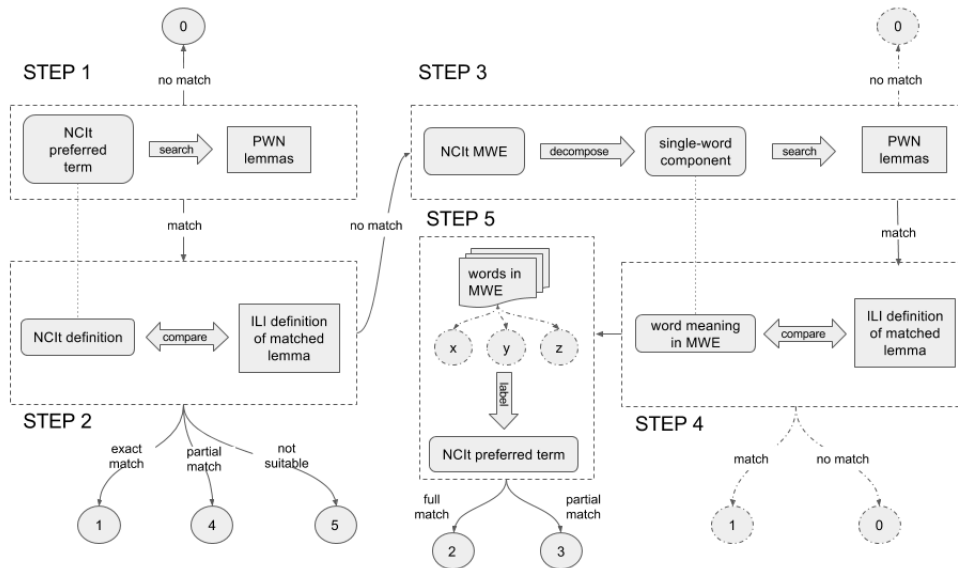 0
no match
STEP 1
NCIt
preferred
term
search
PWN
lemmas
match
NCIt definition
compare
ILI definition
of matched
lemma
STEP 2
exact
match
partial
match
not
suitable
1
4
5
no match
STEP 3
0
no match
NCIt MWE
decompose
single-word
component
search
PWN
lemmas
match
word meaning
in MWE
compare
ILI definition
of matched
lemma
STEP 4
match
no match
1
0
STEP 5
words in
MWE
x
y
z
label
NCIt preferred term
full
match
partial
match
2
3